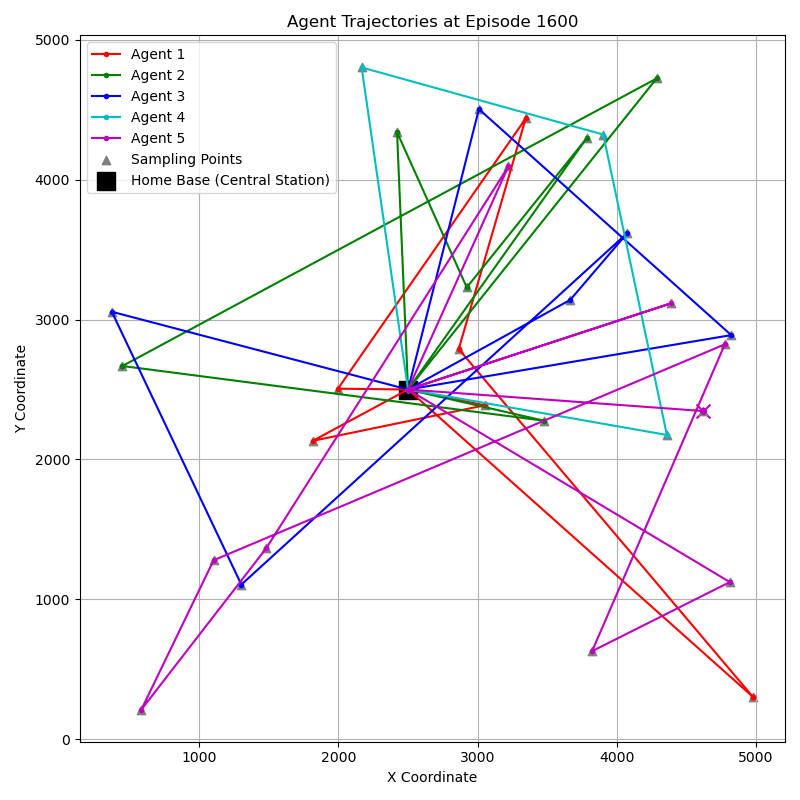 Agent Trajectories at Episode 1600
5000
4000
3000
2000
1000
0
Y Coordinate
Agent 1
Agent 2
Agent 3
Agent 4
Agent 5
Sampling Points
Home Base (Central Station)
1000 2000 3000 4000 5000
X Coordinate